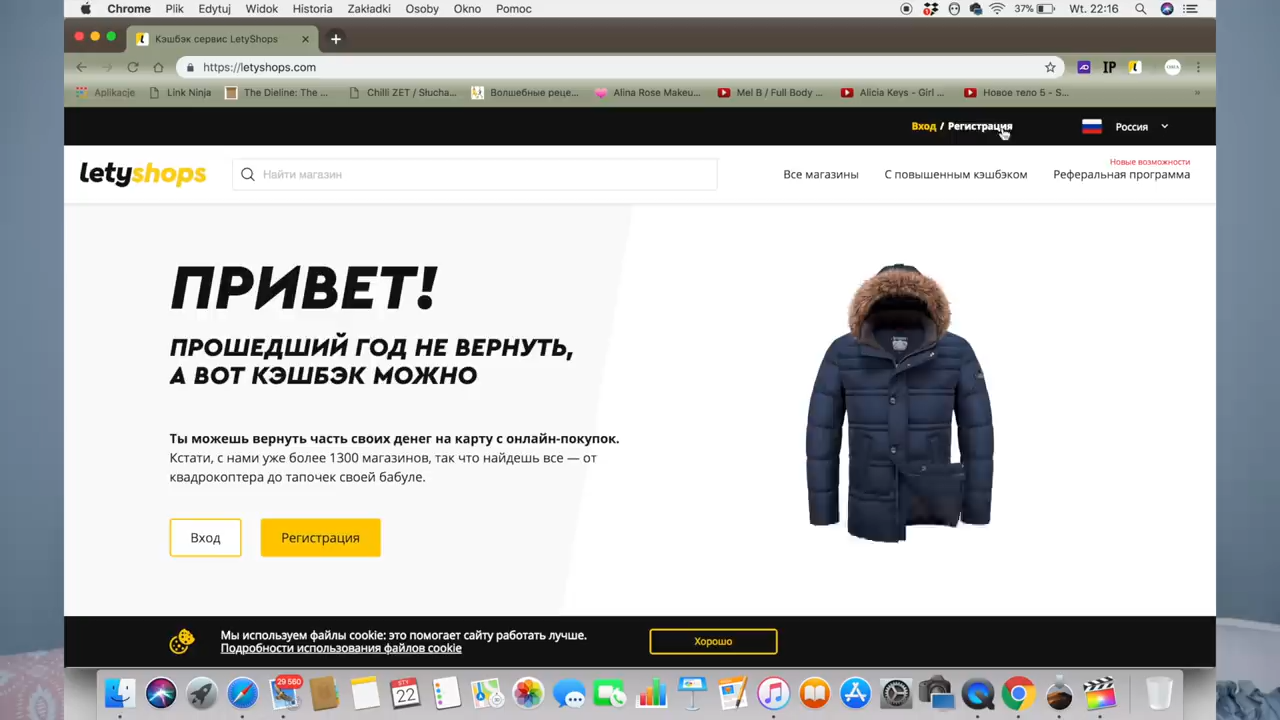 Chrome Plik Edytuj Widok Historia Zakładki Osoby Okno Pomoc 37% Wt. 22:16
Кэшбэк сервис LetyShops
https://letyshops.com
Aplikacje Link Ninja The Dieline: The ... Chilli ZET / Słucha... Волшебные реце... Alina Rose Makeu... Mel B / Full Body ... Alicia Keys - Girl ... Новое тело 5 - S...
Вход / Регистрация Россия
letyshops Найти магазин Все магазины С повышенным кэшбэком Новые возможности
Реферальная программа
ПРИВЕТ!
ПРОШЕДШИЙ ГОД НЕ ВЕРНУТЬ,
А ВОТ КЭШБЭК МОЖНО
Ты можешь вернуть часть своих денег на карту с онлайн-покупок.
Кстати, с нами уже более 1300 магазинов, так что найдешь все — от
квадрокоптера до тапочек своей бабуле.
Вход Регистрация
Мы используем файлы cookie: это помогает сайту работать лучше.
Подробности использования файлов cookie
Хорошо
29 560
STY
22